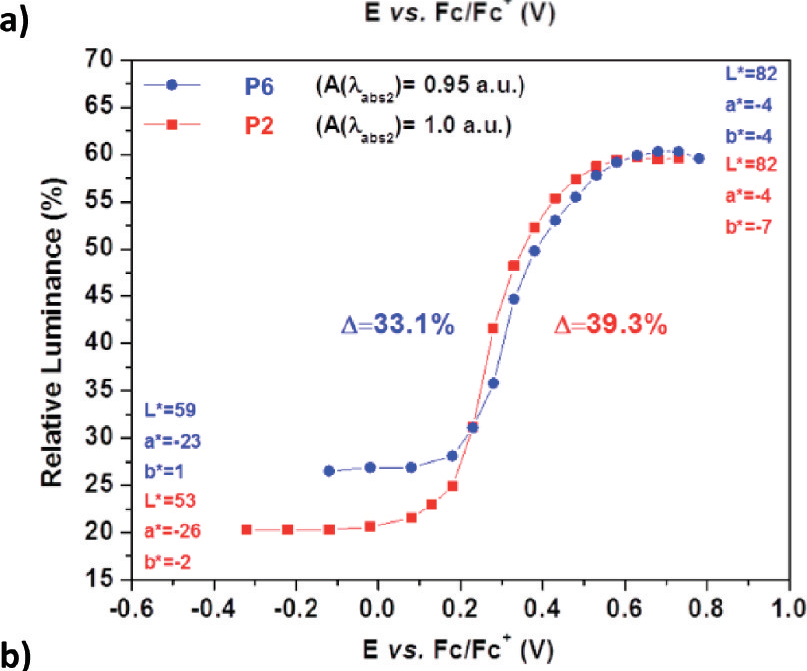 a)
E vs. Fc/Fc+ (V)
70
65
60
55
50
45
40
35
30
25
20
15
Relative Luminance (%)
P6 (A(λabs2)= 0.95 a.u.)
P2 (A(λabs2)= 1.0 a.u.)
L*=82
a*=-4
b*=-4
L*=82
a*=-4
b*=-7
Δ=33.1%
Δ=39.3%
L*=59
a*=-23
b*=1
L*=53
a*=-26
b*=-2
-0.6 -0.4 -0.2 0.0 0.2 0.4 0.6 0.8 1.0
E vs. Fc/Fc+ (V)
b)